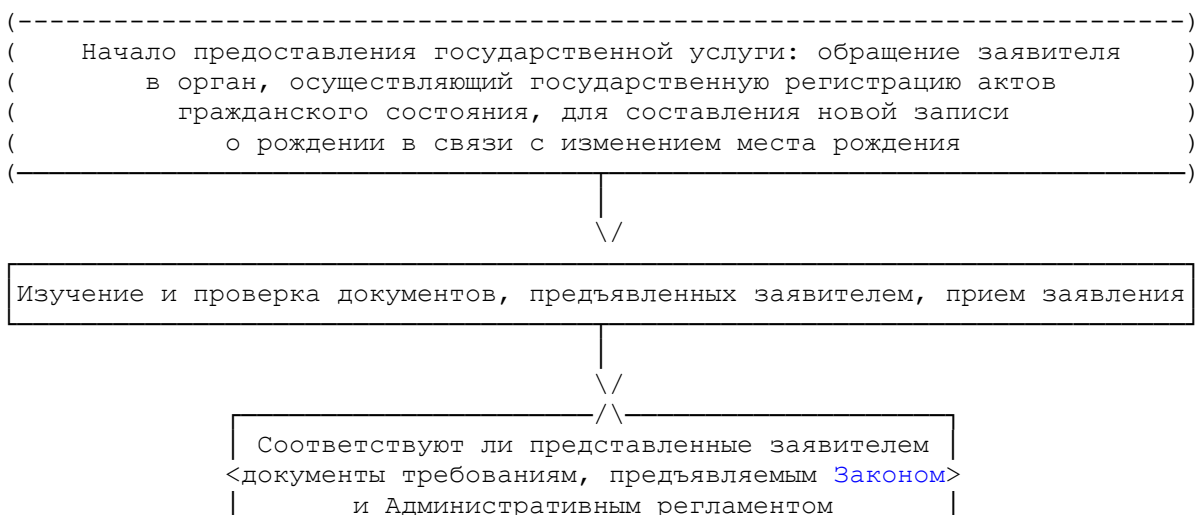 Начало предоставления государственной услуги: обращение заявителя
в орган, осуществляющий государственную регистрацию актов
гражданского состояния, для составления новой записи
о рождении в связи с изменением места рождения
Изучение и проверка документов, предъявленных заявителем, прием заявления
Соответствуют ли представленные заявителем
<документы требованиям, предъявляемым Законом>
и Административным регламентом